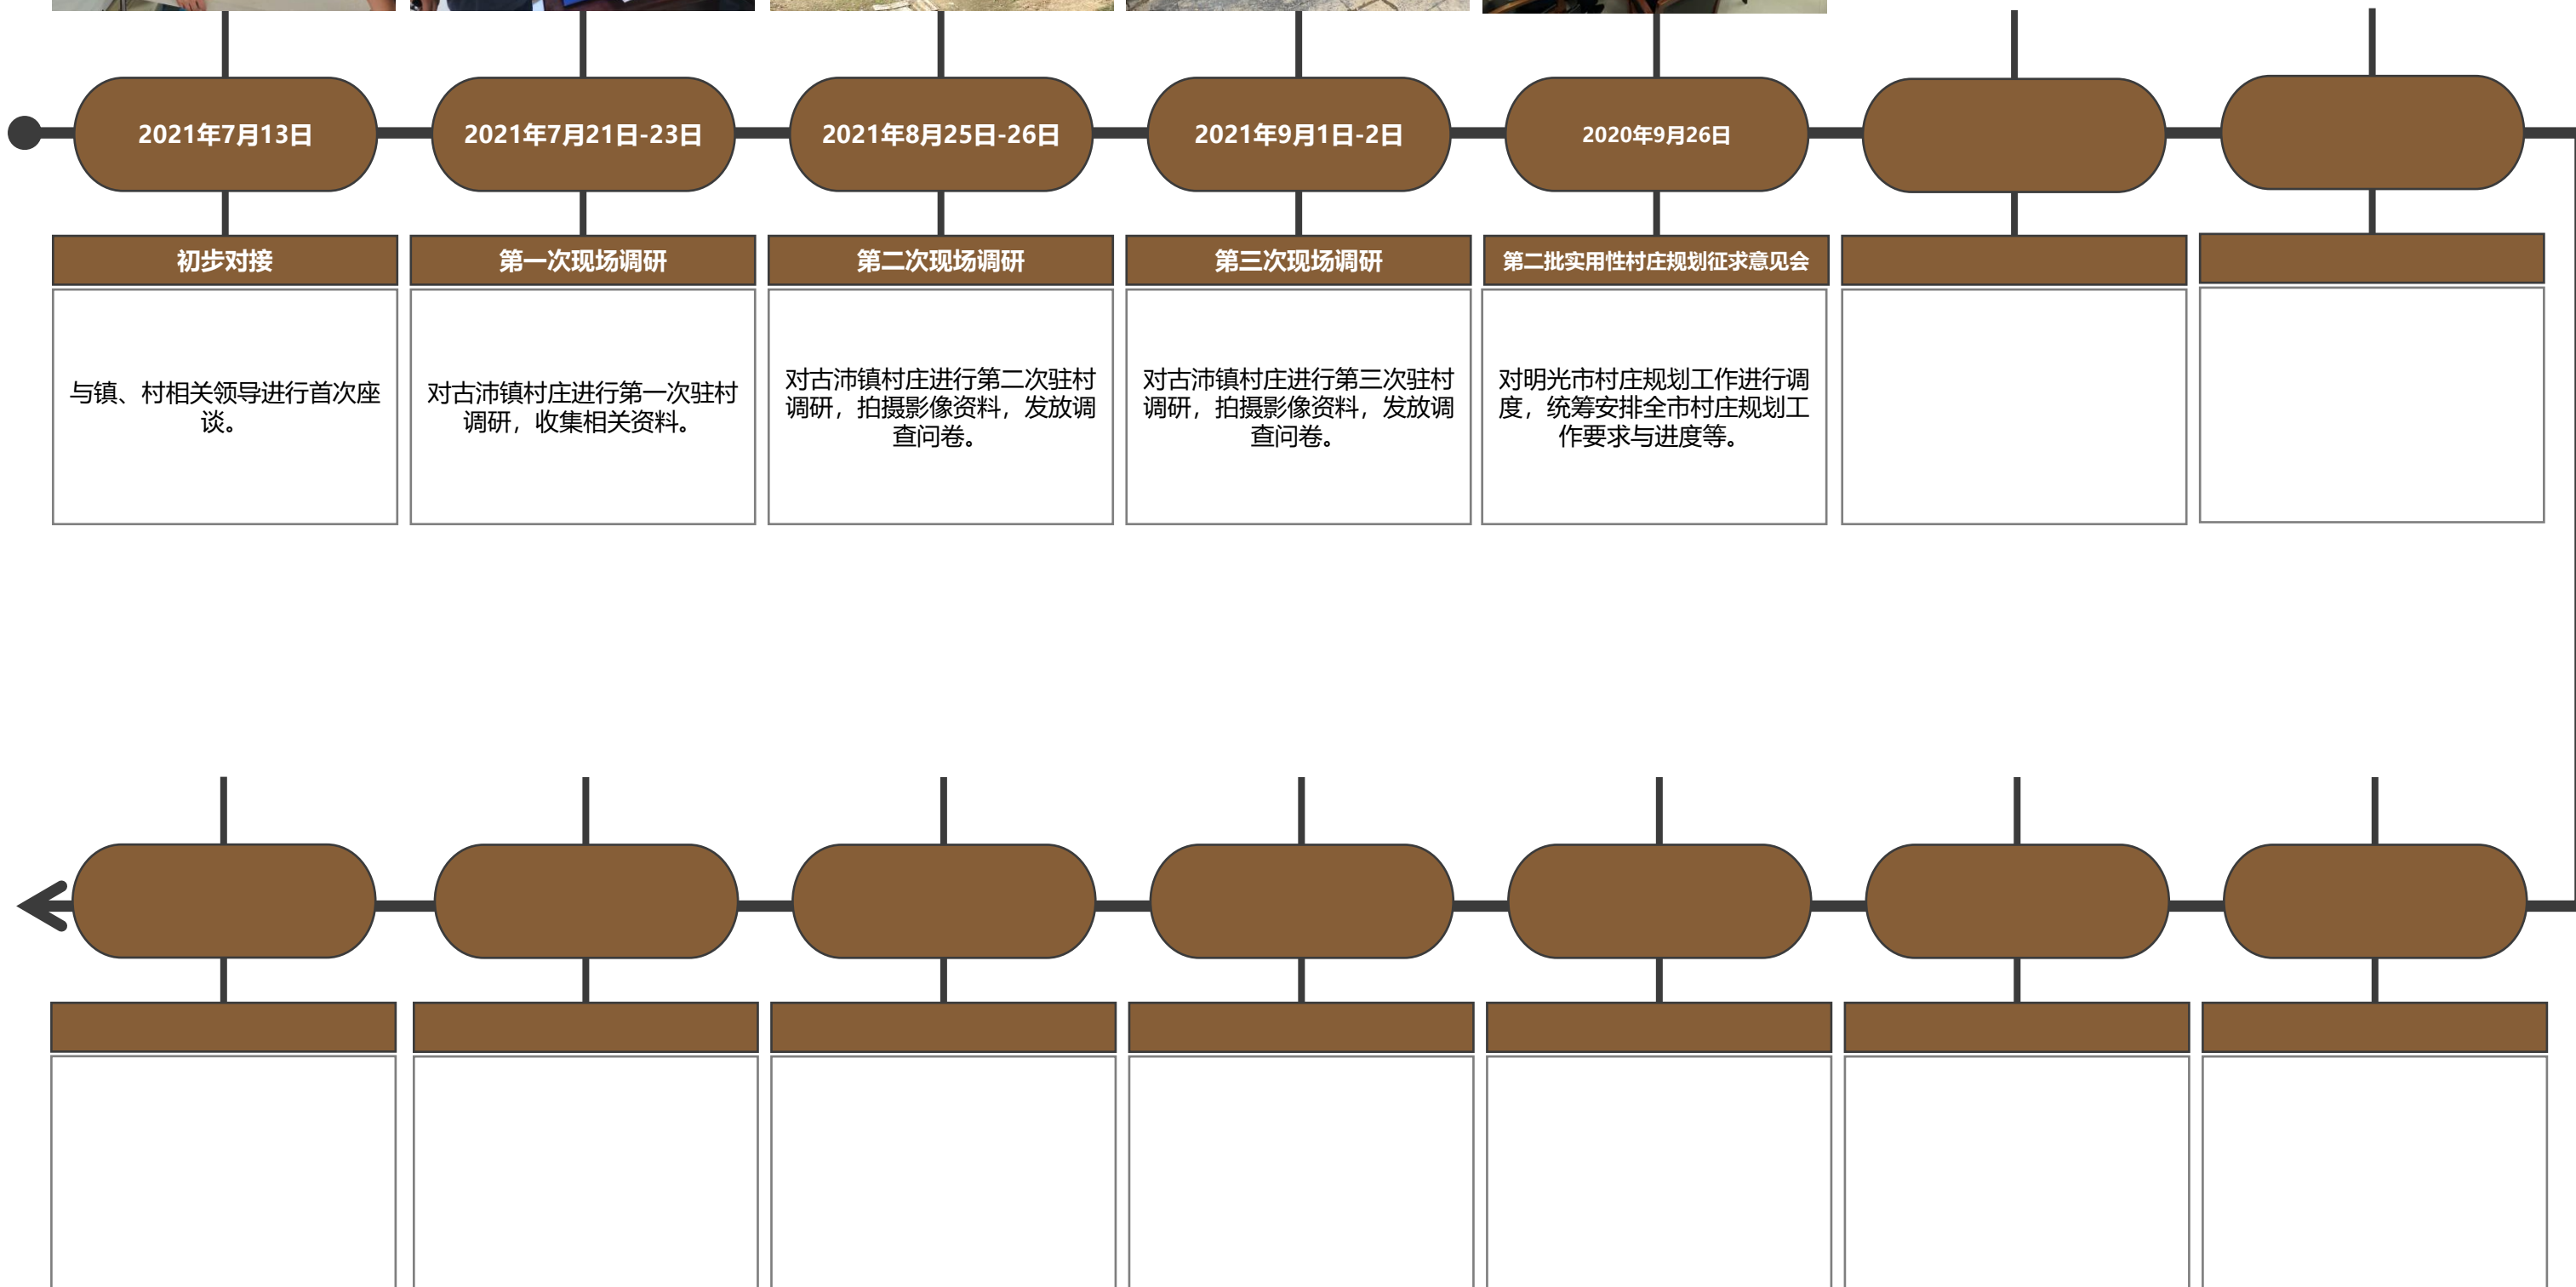 2021年7月13日
2021年7月21日-23日
2021年8月25日-26日
2021年9月1日-2日
2020年9月26日
初步对接
第一次现场调研
第二次现场调研
第三次现场调研
第二批实用性村庄规划征求意见会
与镇、村相关领导进行首次座
谈。
对古沛镇村庄进行第一次驻村
调研，收集相关资料。
对古沛镇村庄进行第二次驻村
调研，拍摄影像资料，发放调
查问卷。
对古沛镇村庄进行第三次驻村
调研，拍摄影像资料，发放调
查问卷。
对明光市村庄规划工作进行调
度，统筹安排全市村庄规划工
作要求与进度等。